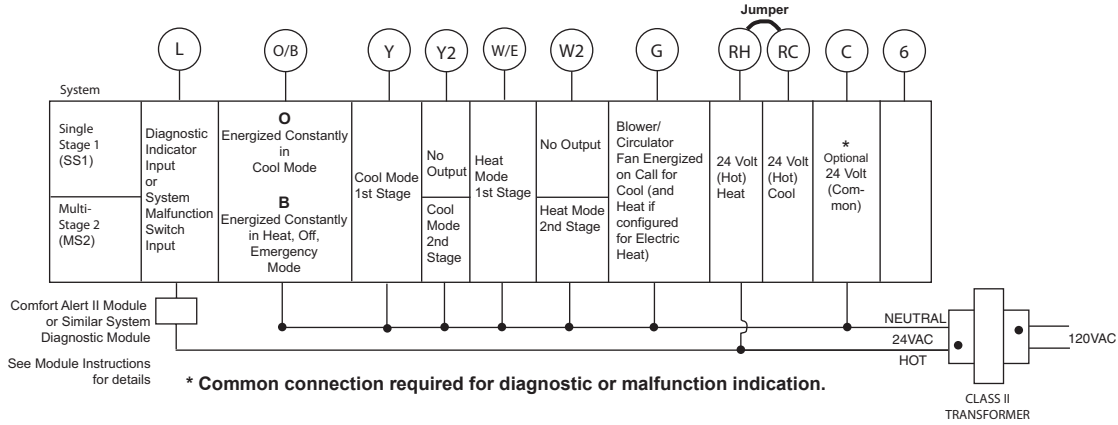 Jumper
L
O/B
Y
Y2
W/E
W2
G
RH
RC
C
6
System
Single
Stage 1
(SS1)
Multi-
Stage 2
(MS2)
Diagnostic
Indicator
Input
or
System
Malfunction
Switch
Input
O
Energized Constantly
in
Cool Mode
B
Energized Constantly
in Heat, Off,
Emergency
Mode
Cool Mode
1st Stage
No
Output
Cool
Mode
2nd
Stage
Heat
Mode
1st Stage
No Output
Heat Mode
2nd Stage
Blower/
Circulator
Fan Energized
on Call for
Cool (and
Heat if
configured
for Electric
Heat)
24 Volt
(Hot)
Heat
24 Volt
(Hot)
Cool
*
Optional
24 Volt
(Com-
mon)
Comfort Alert II Module
or Similar System
Diagnostic Module
See Module Instructions
for details
NEUTRAL
24VAC
HOT
120VAC
* Common connection required for diagnostic or malfunction indication.
CLASS II
TRANSFORMER